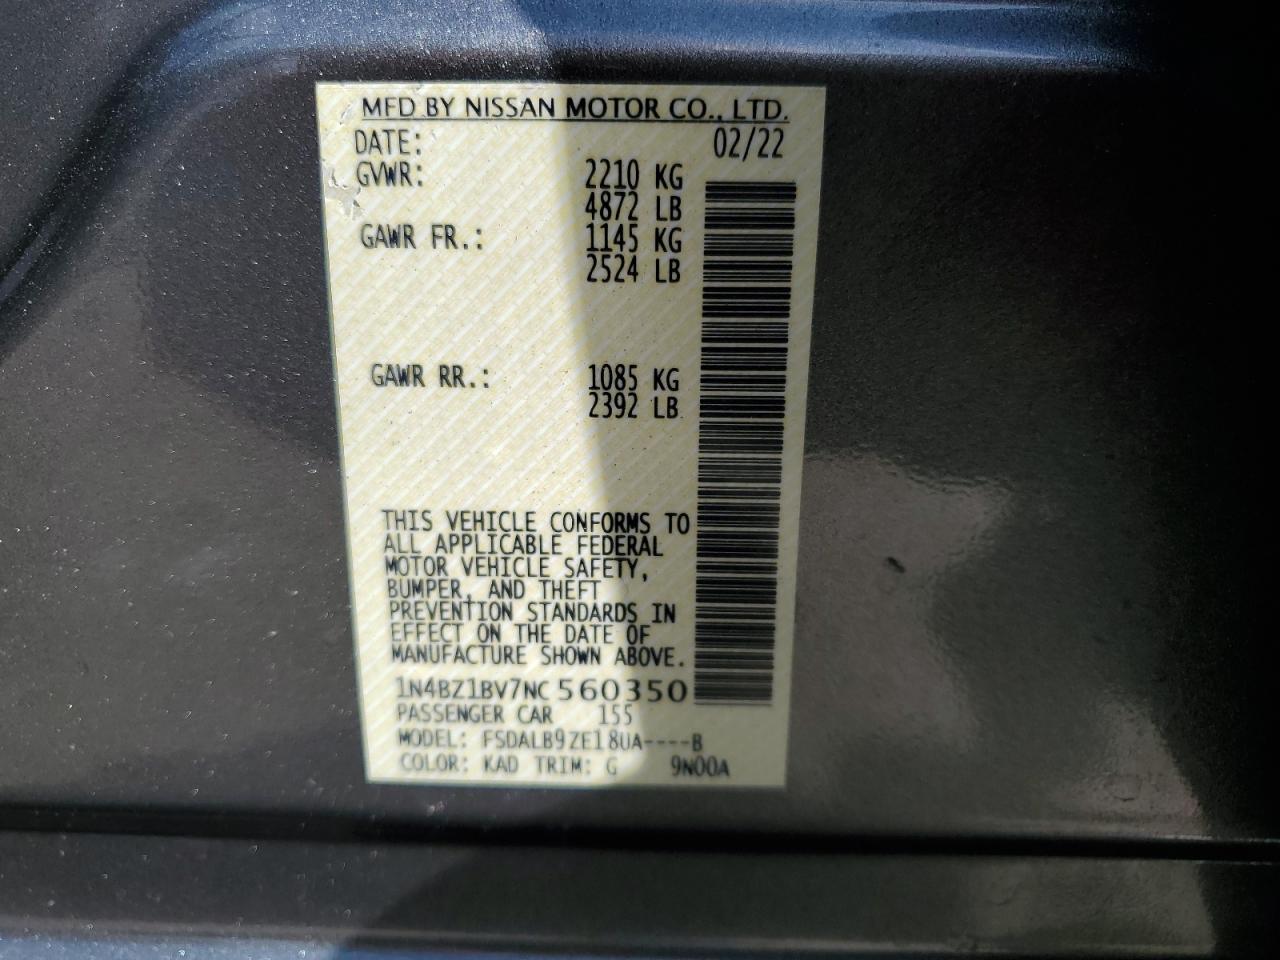 MFD BY NISSAN MOTOR CO., LTD.
DATE: 02/22
GVWR: 2210 KG
4872 LB
GAWR FR.: 1145 KG
2524 LB
GAWR RR.: 1085 KG
2392 LB
THIS VEHICLE CONFORMS TO
ALL APPLICABLE FEDERAL
MOTOR VEHICLE SAFETY,
BUMPER, AND THEFT
PREVENTION STANDARDS IN
EFFECT ON THE DATE OF
MANUFACTURE SHOWN ABOVE.
1N4BZ1BV7NC560350
PASSENGER CAR 155
MODEL: FSDALB9ZE18UA----B
COLOR: KAD TRIM: G 9N00A